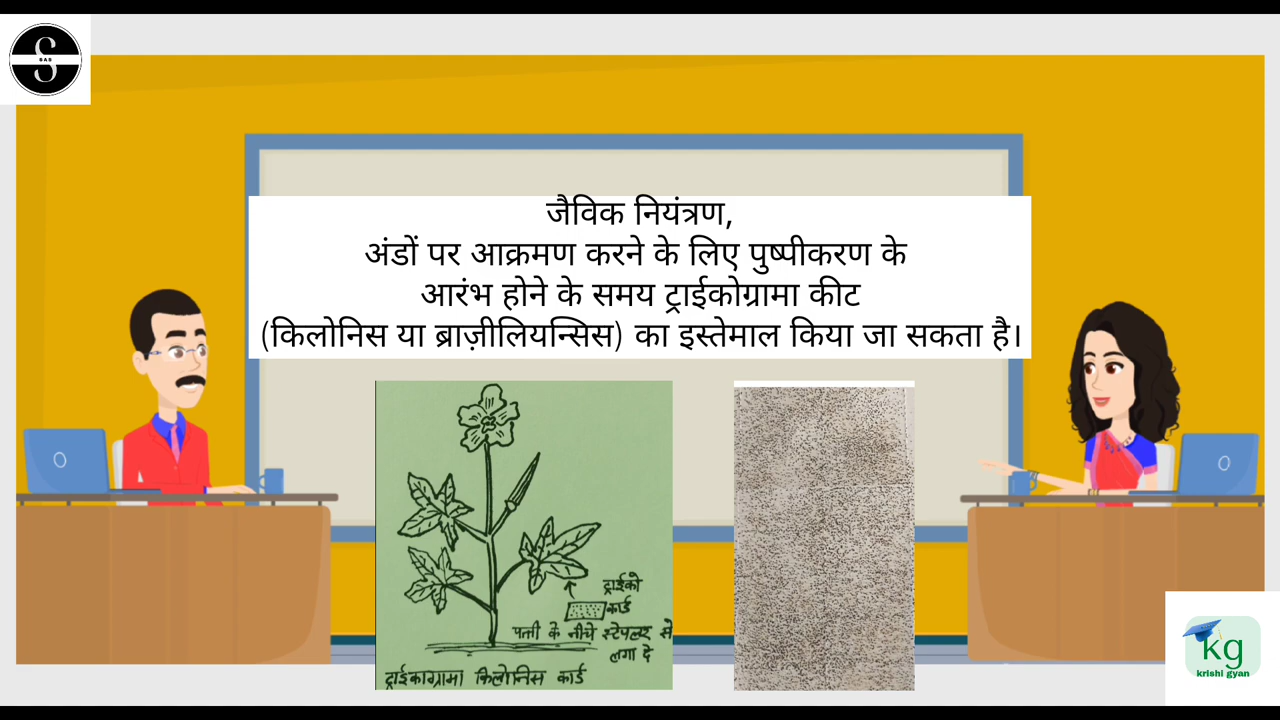 SAS
जैविक नियंत्रण,
अंडों पर आक्रमण करने के लिए पुष्पीकरण के
आरंभ होने के समय ट्राईकोग्रामा कीट
(किलोनिस या ब्राज़ीलियन्सिस) का इस्तेमाल किया जा सकता है।
ट्राईको
कार्ड
पत्ती के नीचे स्टेपलर से
लगा दे
ट्राईकाग्रामा किलोनिस कार्ड
kg
krishi gyan